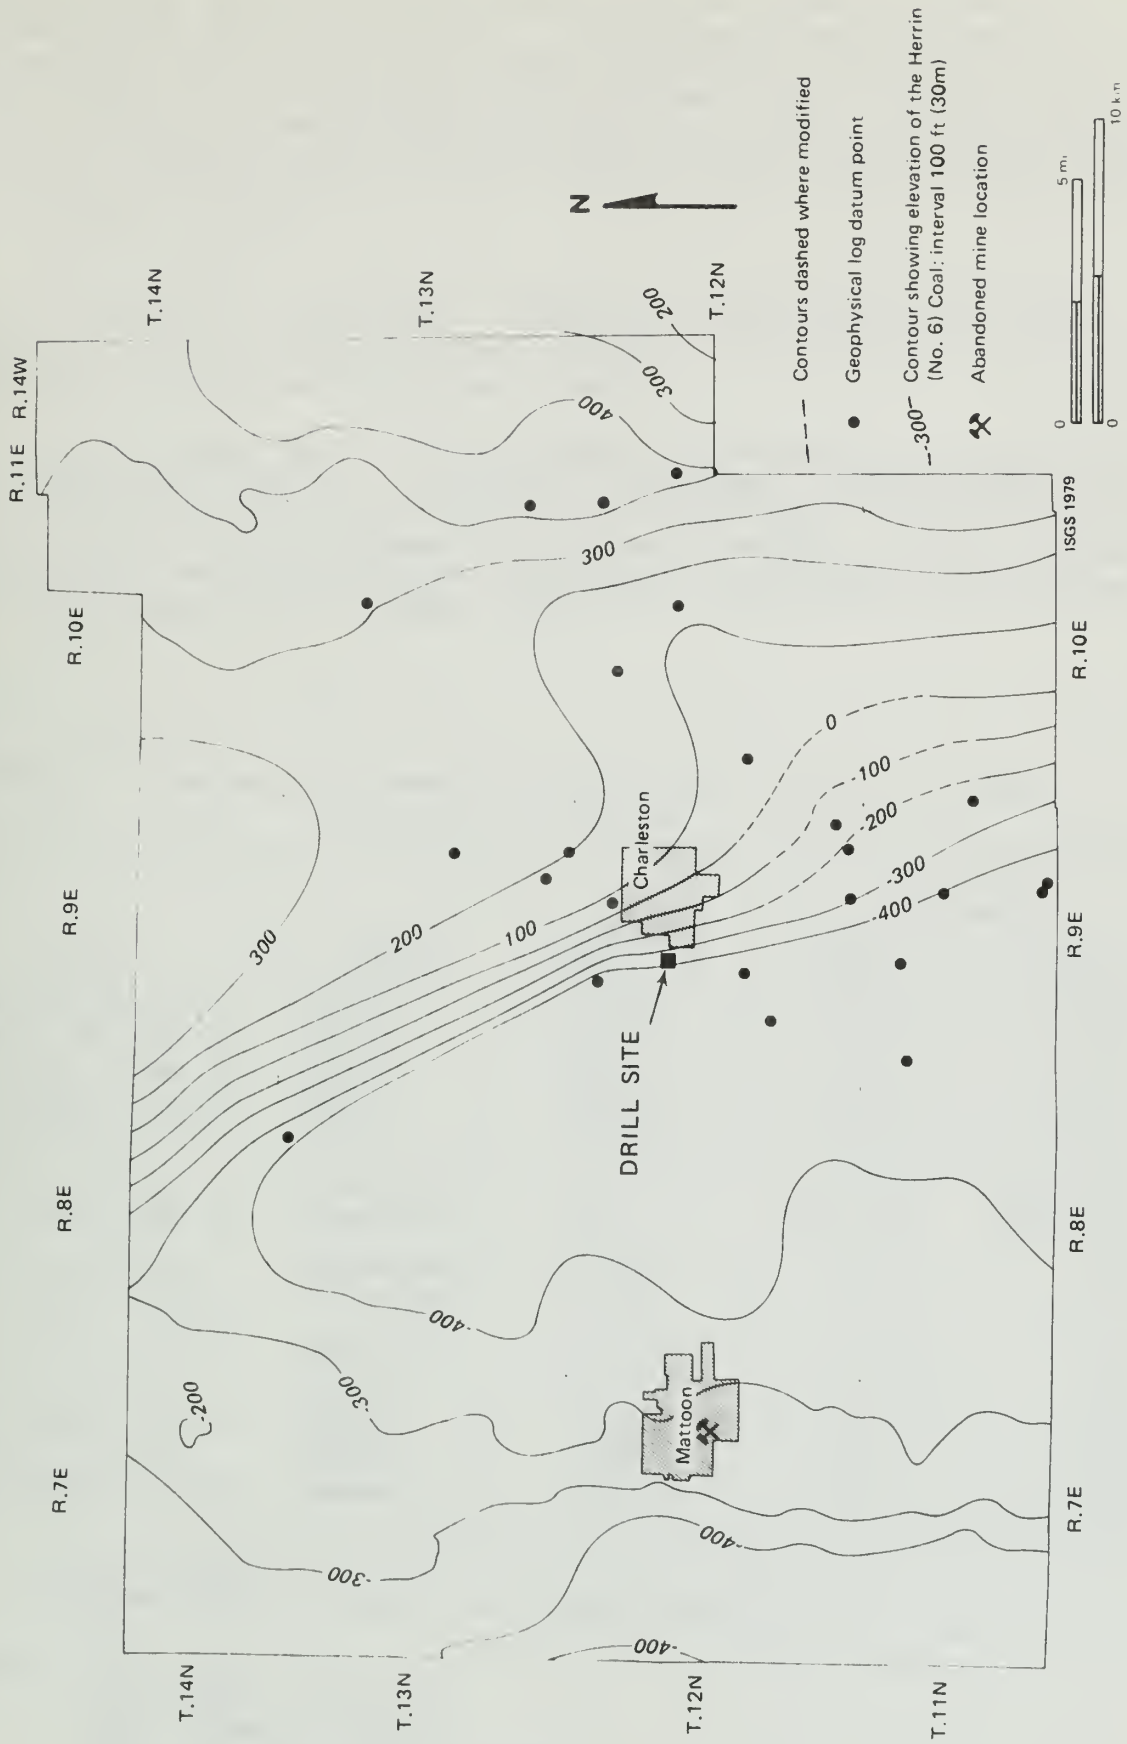 R.7E
R.8E
R.9E
R.10E
R.11E R.14W
T.14N
T.13N
T.12N
T.11N
T.14N
T.13N
T.12N
-200
-300
-300
-400
-400
-400
300
200
100
300
400
300
200
0
-100
-200
-300
-400
Mattoon
Charleston
DRILL SITE
R.7E
R.8E
R.9E
R.10E
ISGS 1979
N
Contours dashed where modified
Geophysical log datum point
-300- Contour showing elevation of the Herrin
(No. 6) Coal: interval 100 ft (30m)
Abandoned mine location
0 5 mi
0 10 km